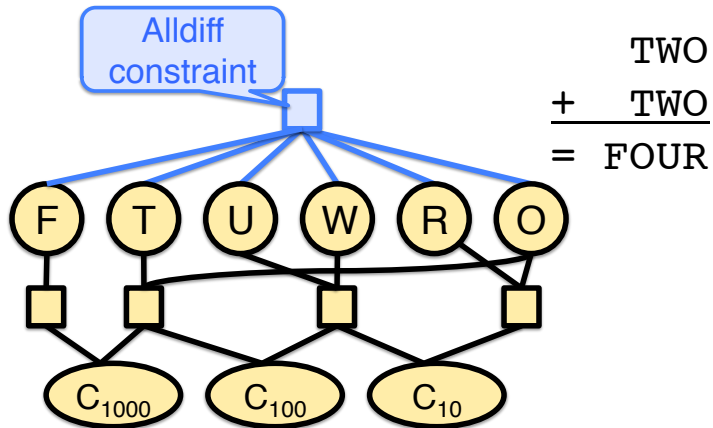 Alldiff
constraint
TWO
+ TWO
= FOUR
F T U W R O
C1000 C100 C10